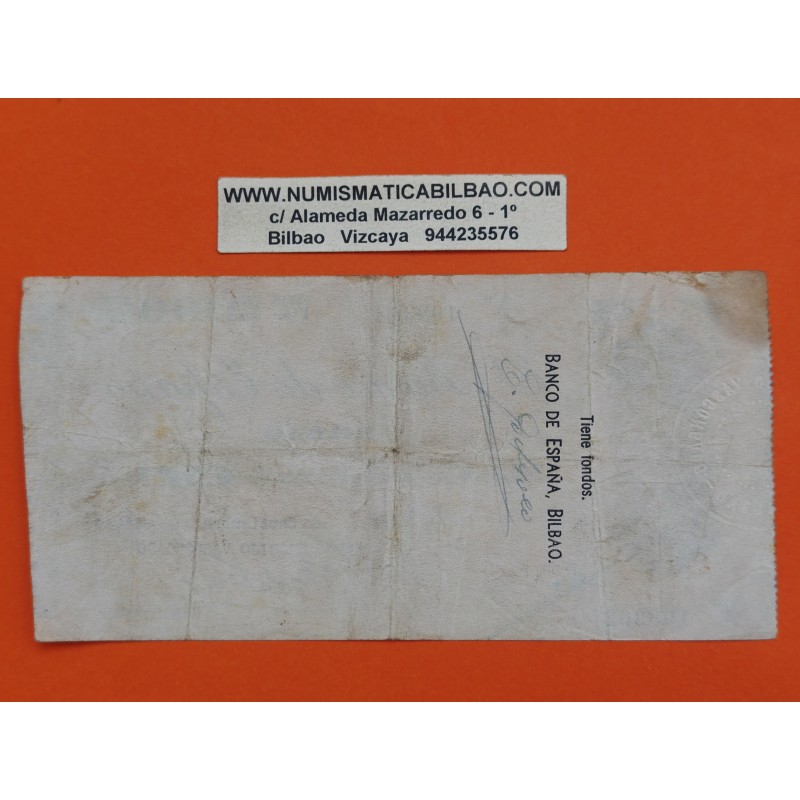 WWW.NUMISMATICABILBAO.COM
c/ Alameda Mazarredo 6 - 1º
Bilbao Vizcaya 944235576
Tiene fondos.
BANCO DE ESPAÑA, BILBAO.